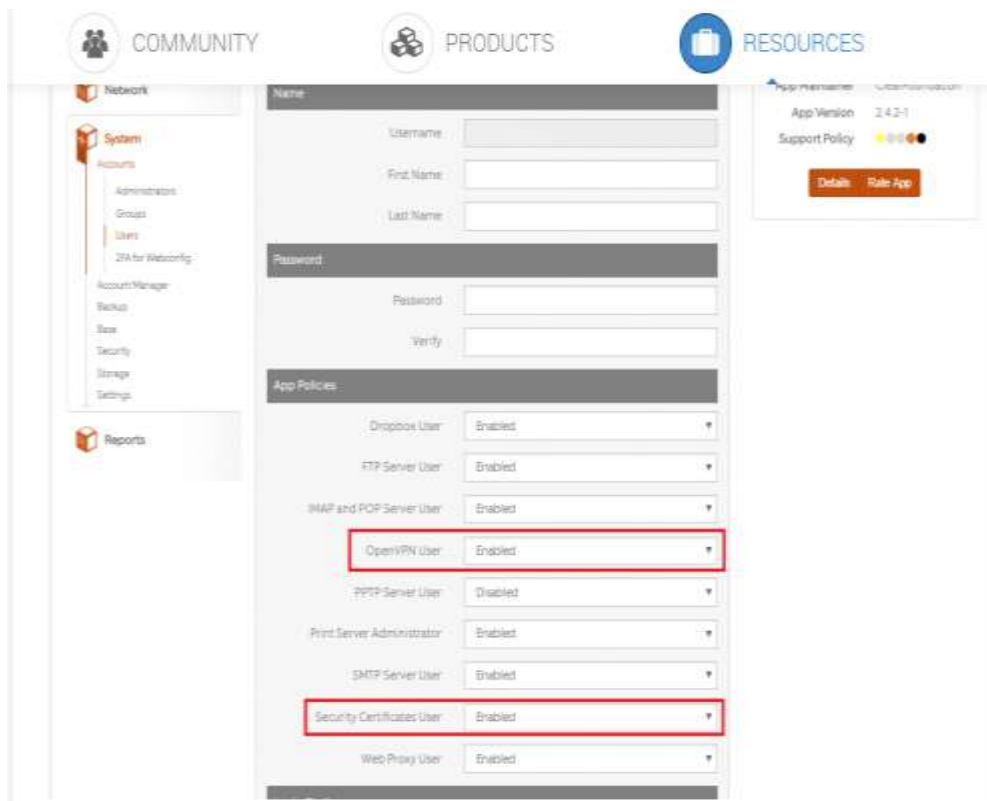 COMMUNITY
PRODUCTS
RESOURCES
Network
System
Accounts
Administrators
Groups
Users
2FA for Webconfig
Account Manager
Backup
Base
Security
Storage
Settings
Reports
Name
Username
First Name
Last Name
Password
Password
Verify
App Policies
Dropbox User Enabled
FTP Server User Enabled
IMAP and POP Server User Enabled
OpenVPN User Enabled
PPTP Server User Disabled
Print Server Administrator Enabled
SMTP Server User Enabled
Security Certificates User Enabled
Web Proxy User Enabled
App Maintainer ClearFoundation
App Version 2.4.2-1
Support Policy
Details Rate App